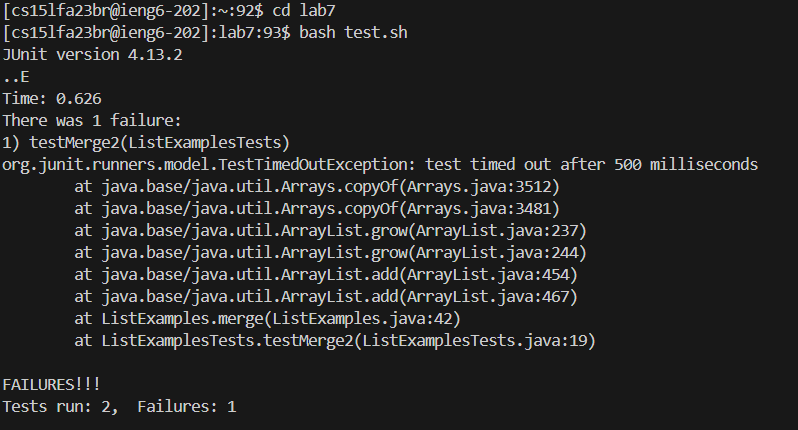 [cs15lfa23br@ieng6-202]:~:92$ cd lab7
[cs15lfa23br@ieng6-202]:lab7:93$ bash test.sh
JUnit version 4.13.2
..E
Time: 0.626
There was 1 failure:
1) testMerge2(ListExamplesTests)
org.junit.runners.model.TestTimedOutException: test timed out after 500 milliseconds
        at java.base/java.util.Arrays.copyOf(Arrays.java:3512)
        at java.base/java.util.Arrays.copyOf(Arrays.java:3481)
        at java.base/java.util.ArrayList.grow(ArrayList.java:237)
        at java.base/java.util.ArrayList.grow(ArrayList.java:244)
        at java.base/java.util.ArrayList.add(ArrayList.java:454)
        at java.base/java.util.ArrayList.add(ArrayList.java:467)
        at ListExamples.merge(ListExamples.java:42)
        at ListExamplesTests.testMerge2(ListExamplesTests.java:19)

FAILURES!!!
Tests run: 2,  Failures: 1